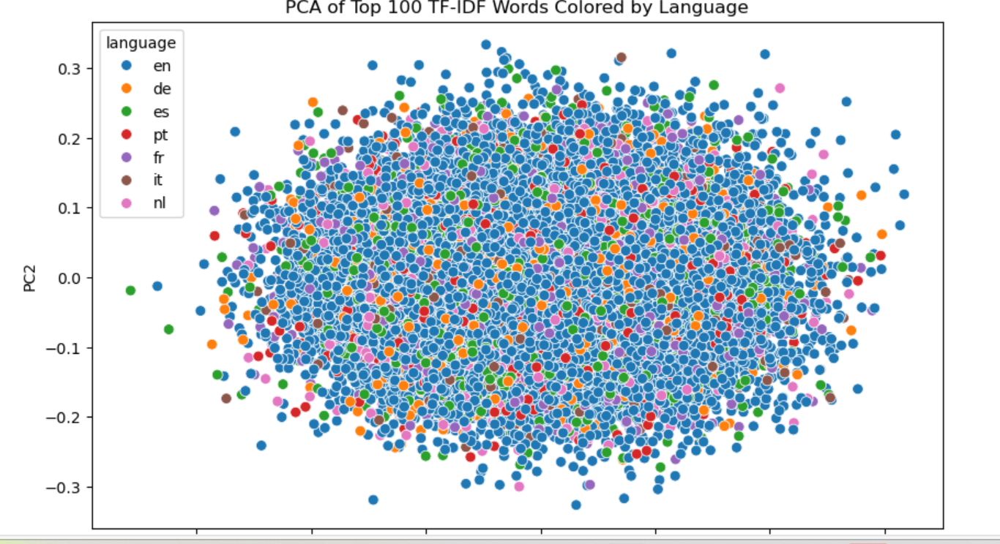 PCA of Top 100 TF-IDF Words Colored by Language
language
en
de
es
pt
fr
it
nl
0.3
0.2
0.1
0.0
−0.1
−0.2
−0.3
PC2